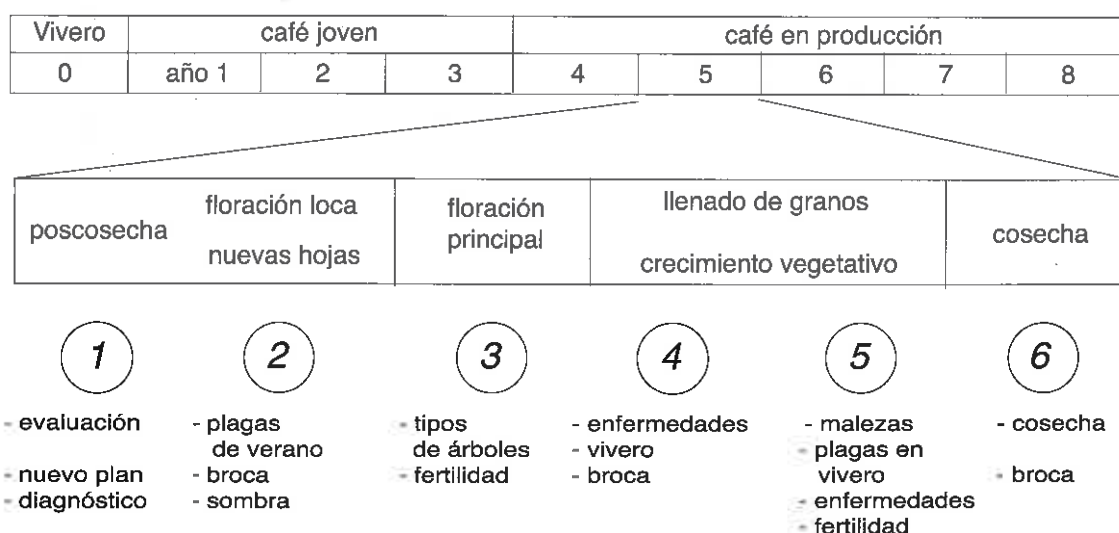 Vivero café joven café en producción
0 año 1 2 3 4 5 6 7 8
poscosecha
floración loca
nuevas hojas
floración
principal
llenado de granos
crecimiento vegetativo
cosecha
1 2 3 4 5 6
- evaluación
- nuevo plan
- diagnóstico
- plagas
de verano
- broca
- sombra
- tipos
de árboles
- fertilidad
- enfermedades
- vivero
- broca
- malezas
- plagas en
vivero
- enfermedades
- fertilidad
- cosecha
- broca